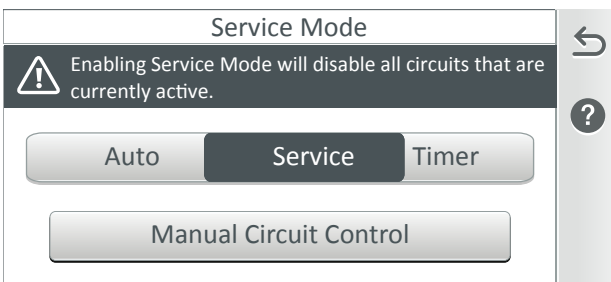 Service Mode
Enabling Service Mode will disable all circuits that are
currently active.
Auto Service Timer
Manual Circuit Control
?